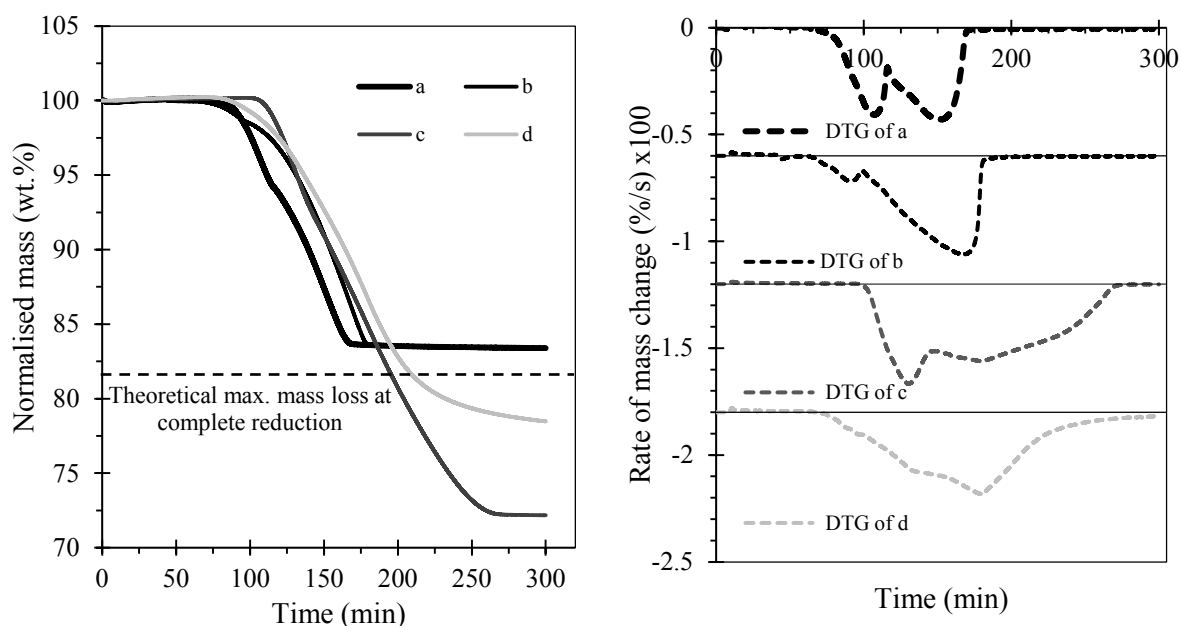 105
100
95
90
85
80
75
70
Normalised mass (wt.%)
a b
c d
Theoretical max. mass loss at
complete reduction
0 50 100 150 200 250 300
Time (min)
0
-0.5
-1
-1.5
-2
-2.5
Rate of mass change (%/s) x100
0 100 200 300
DTG of a
DTG of b
DTG of c
DTG of d
Time (min)